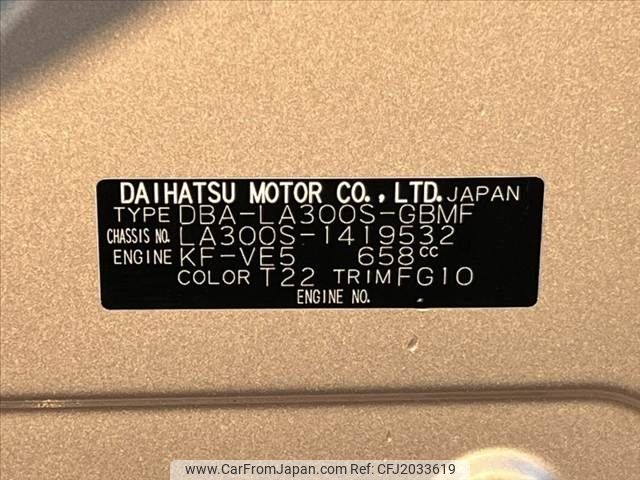 DAIHATSU MOTOR CO., LTD. JAPAN
TYPE DBA-LA300S-GBMF
CHASSIS NO. LA300S-1419532
ENGINE KF-VE5 658cc
COLOR T22 TRIM FG10
ENGINE NO.
www.CarFromJapan.com | CarFromJapan | CFJ2033619